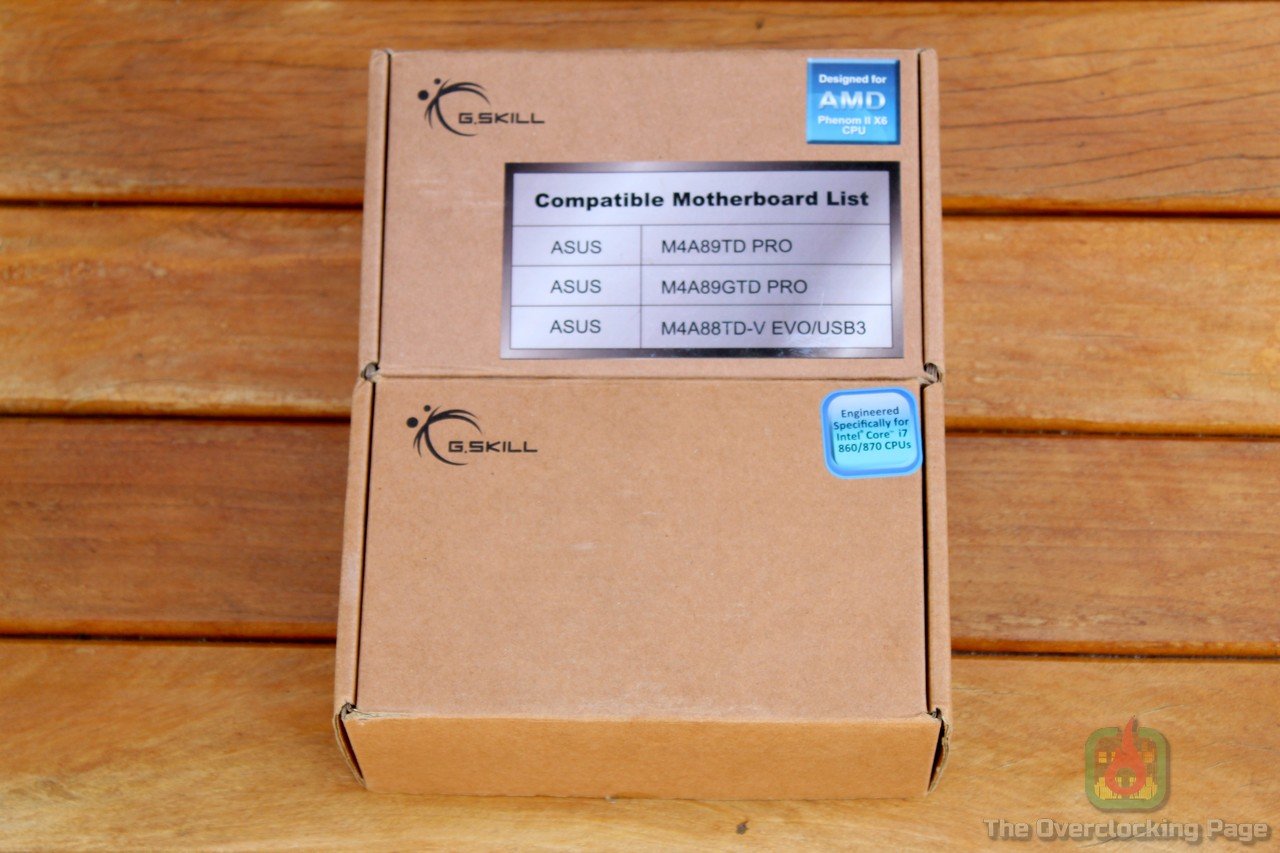 G.SKILL
Designed for
AMD
Phenom II X6
CPU
Compatible Motherboard List
ASUS M4A89TD PRO
ASUS M4A89GTD PRO
ASUS M4A88TD-V EVO/USB3
G.SKILL
Engineered
Specifically for
Intel® Core™ i7
860/870 CPUs
The Overclocking Page